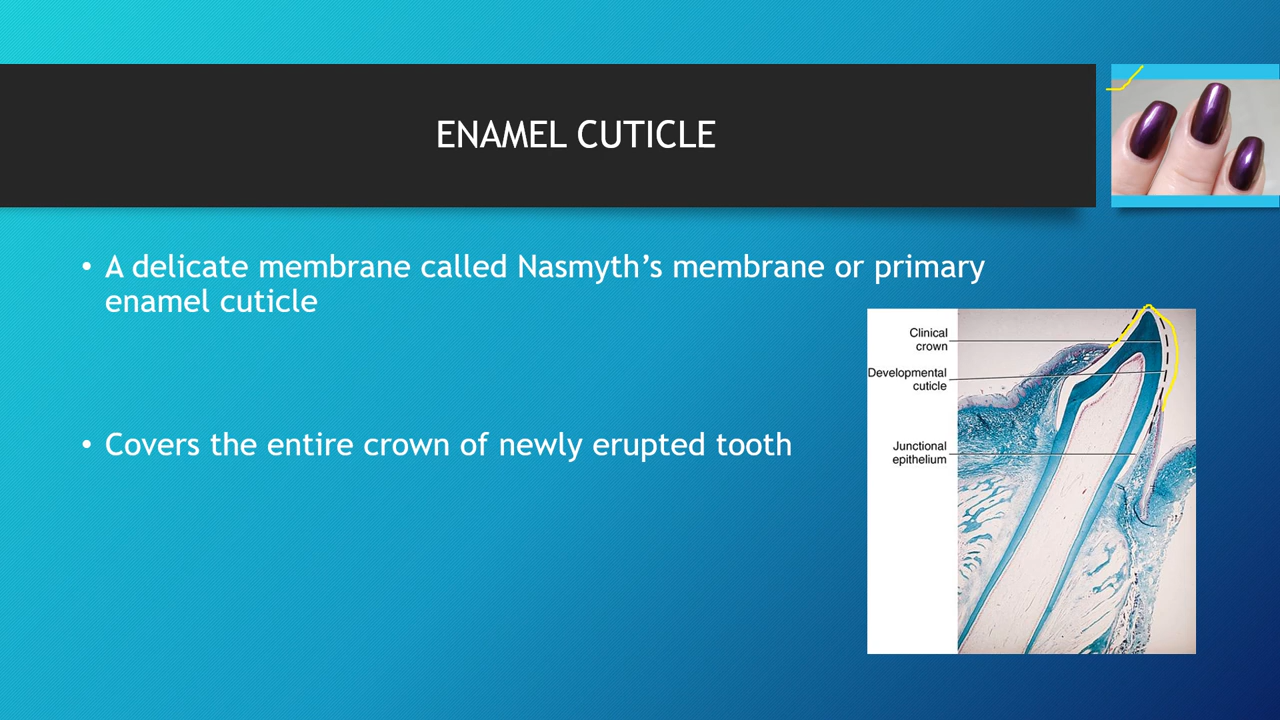 ENAMEL CUTICLE
• A delicate membrane called Nasmyth’s membrane or primary
enamel cuticle
Clinical
crown
Developmental
cuticle
• Covers the entire crown of newly erupted tooth
Junctional
epithelium